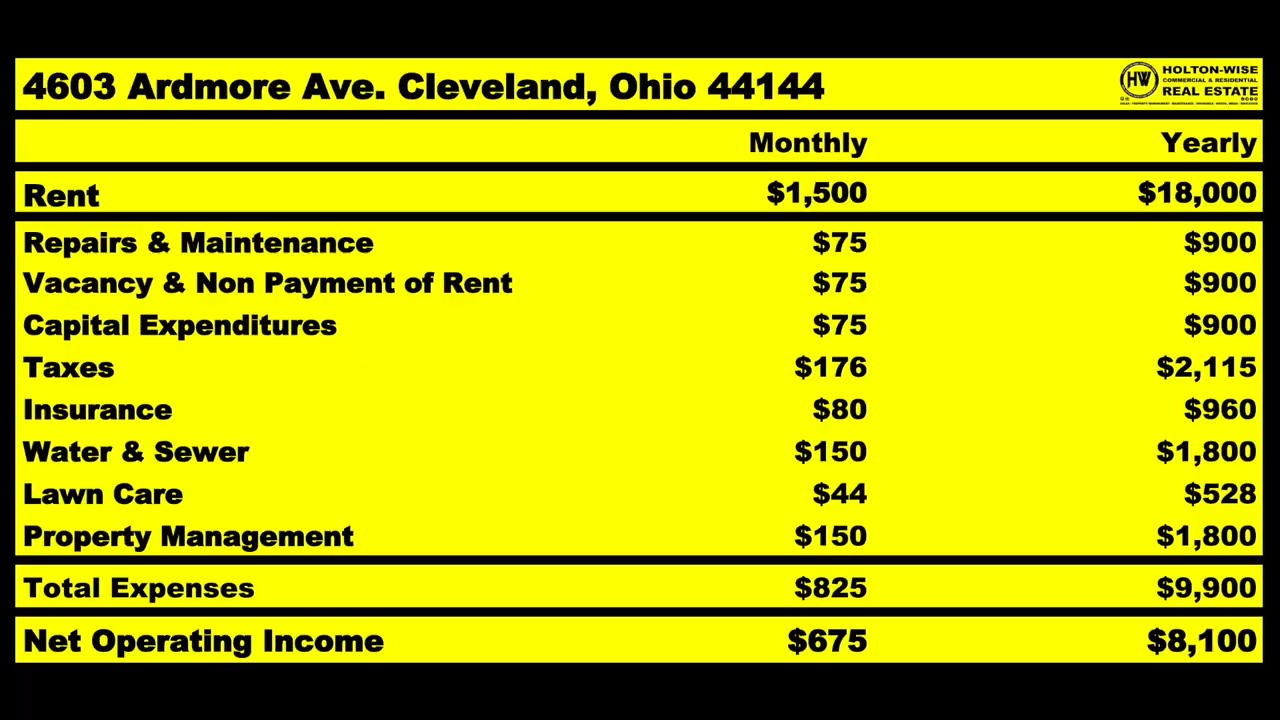 4603 Ardmore Ave. Cleveland, Ohio 44144
HW
HOLTON-WISE
COMMERCIAL & RESIDENTIAL
REAL ESTATE
Monthly Yearly
Rent $1,500 $18,000
Repairs & Maintenance $75 $900
Vacancy & Non Payment of Rent $75 $900
Capital Expenditures $75 $900
Taxes $176 $2,115
Insurance $80 $960
Water & Sewer $150 $1,800
Lawn Care $44 $528
Property Management $150 $1,800
Total Expenses $825 $9,900
Net Operating Income $675 $8,100